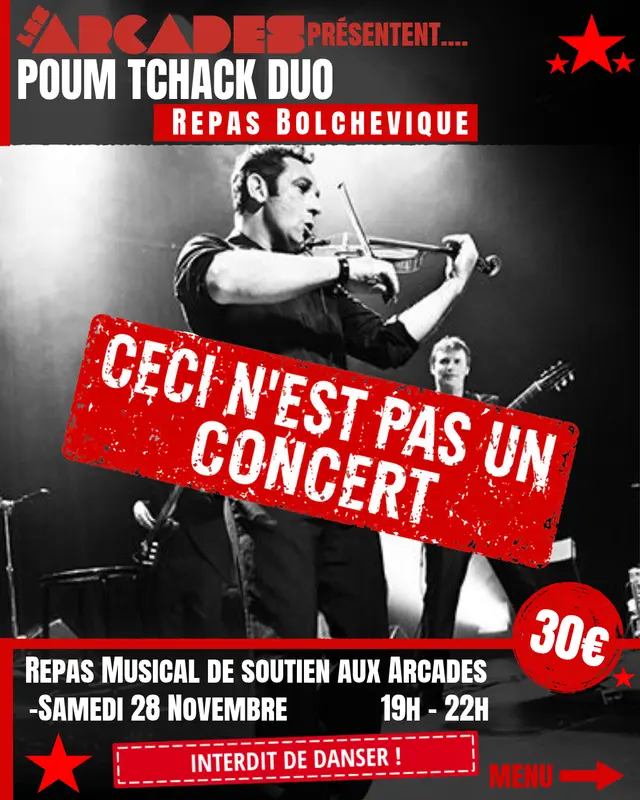 LES ARCADES PRÉSENTENT....
POUM TCHACK DUO
REPAS BOLCHEVIQUE
CECI N'EST PAS UN
CONCERT
30€
REPAS MUSICAL DE SOUTIEN AUX ARCADES
-SAMEDI 28 NOVEMBRE 19H - 22H
INTERDIT DE DANSER !
MENU